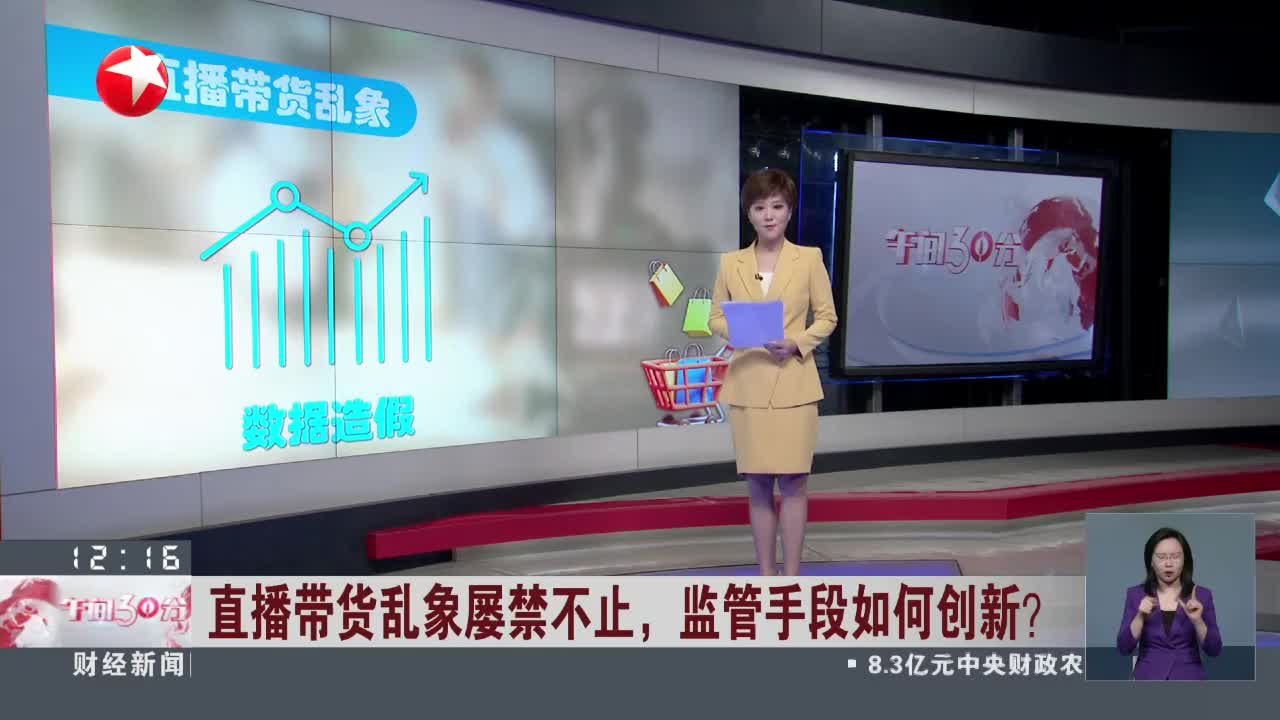 直播带货乱象
数据造假
午间30分
12:16
午间30分
直播带货乱象屡禁不止，监管手段如何创新？
财经新闻
8.3亿元中央财政农